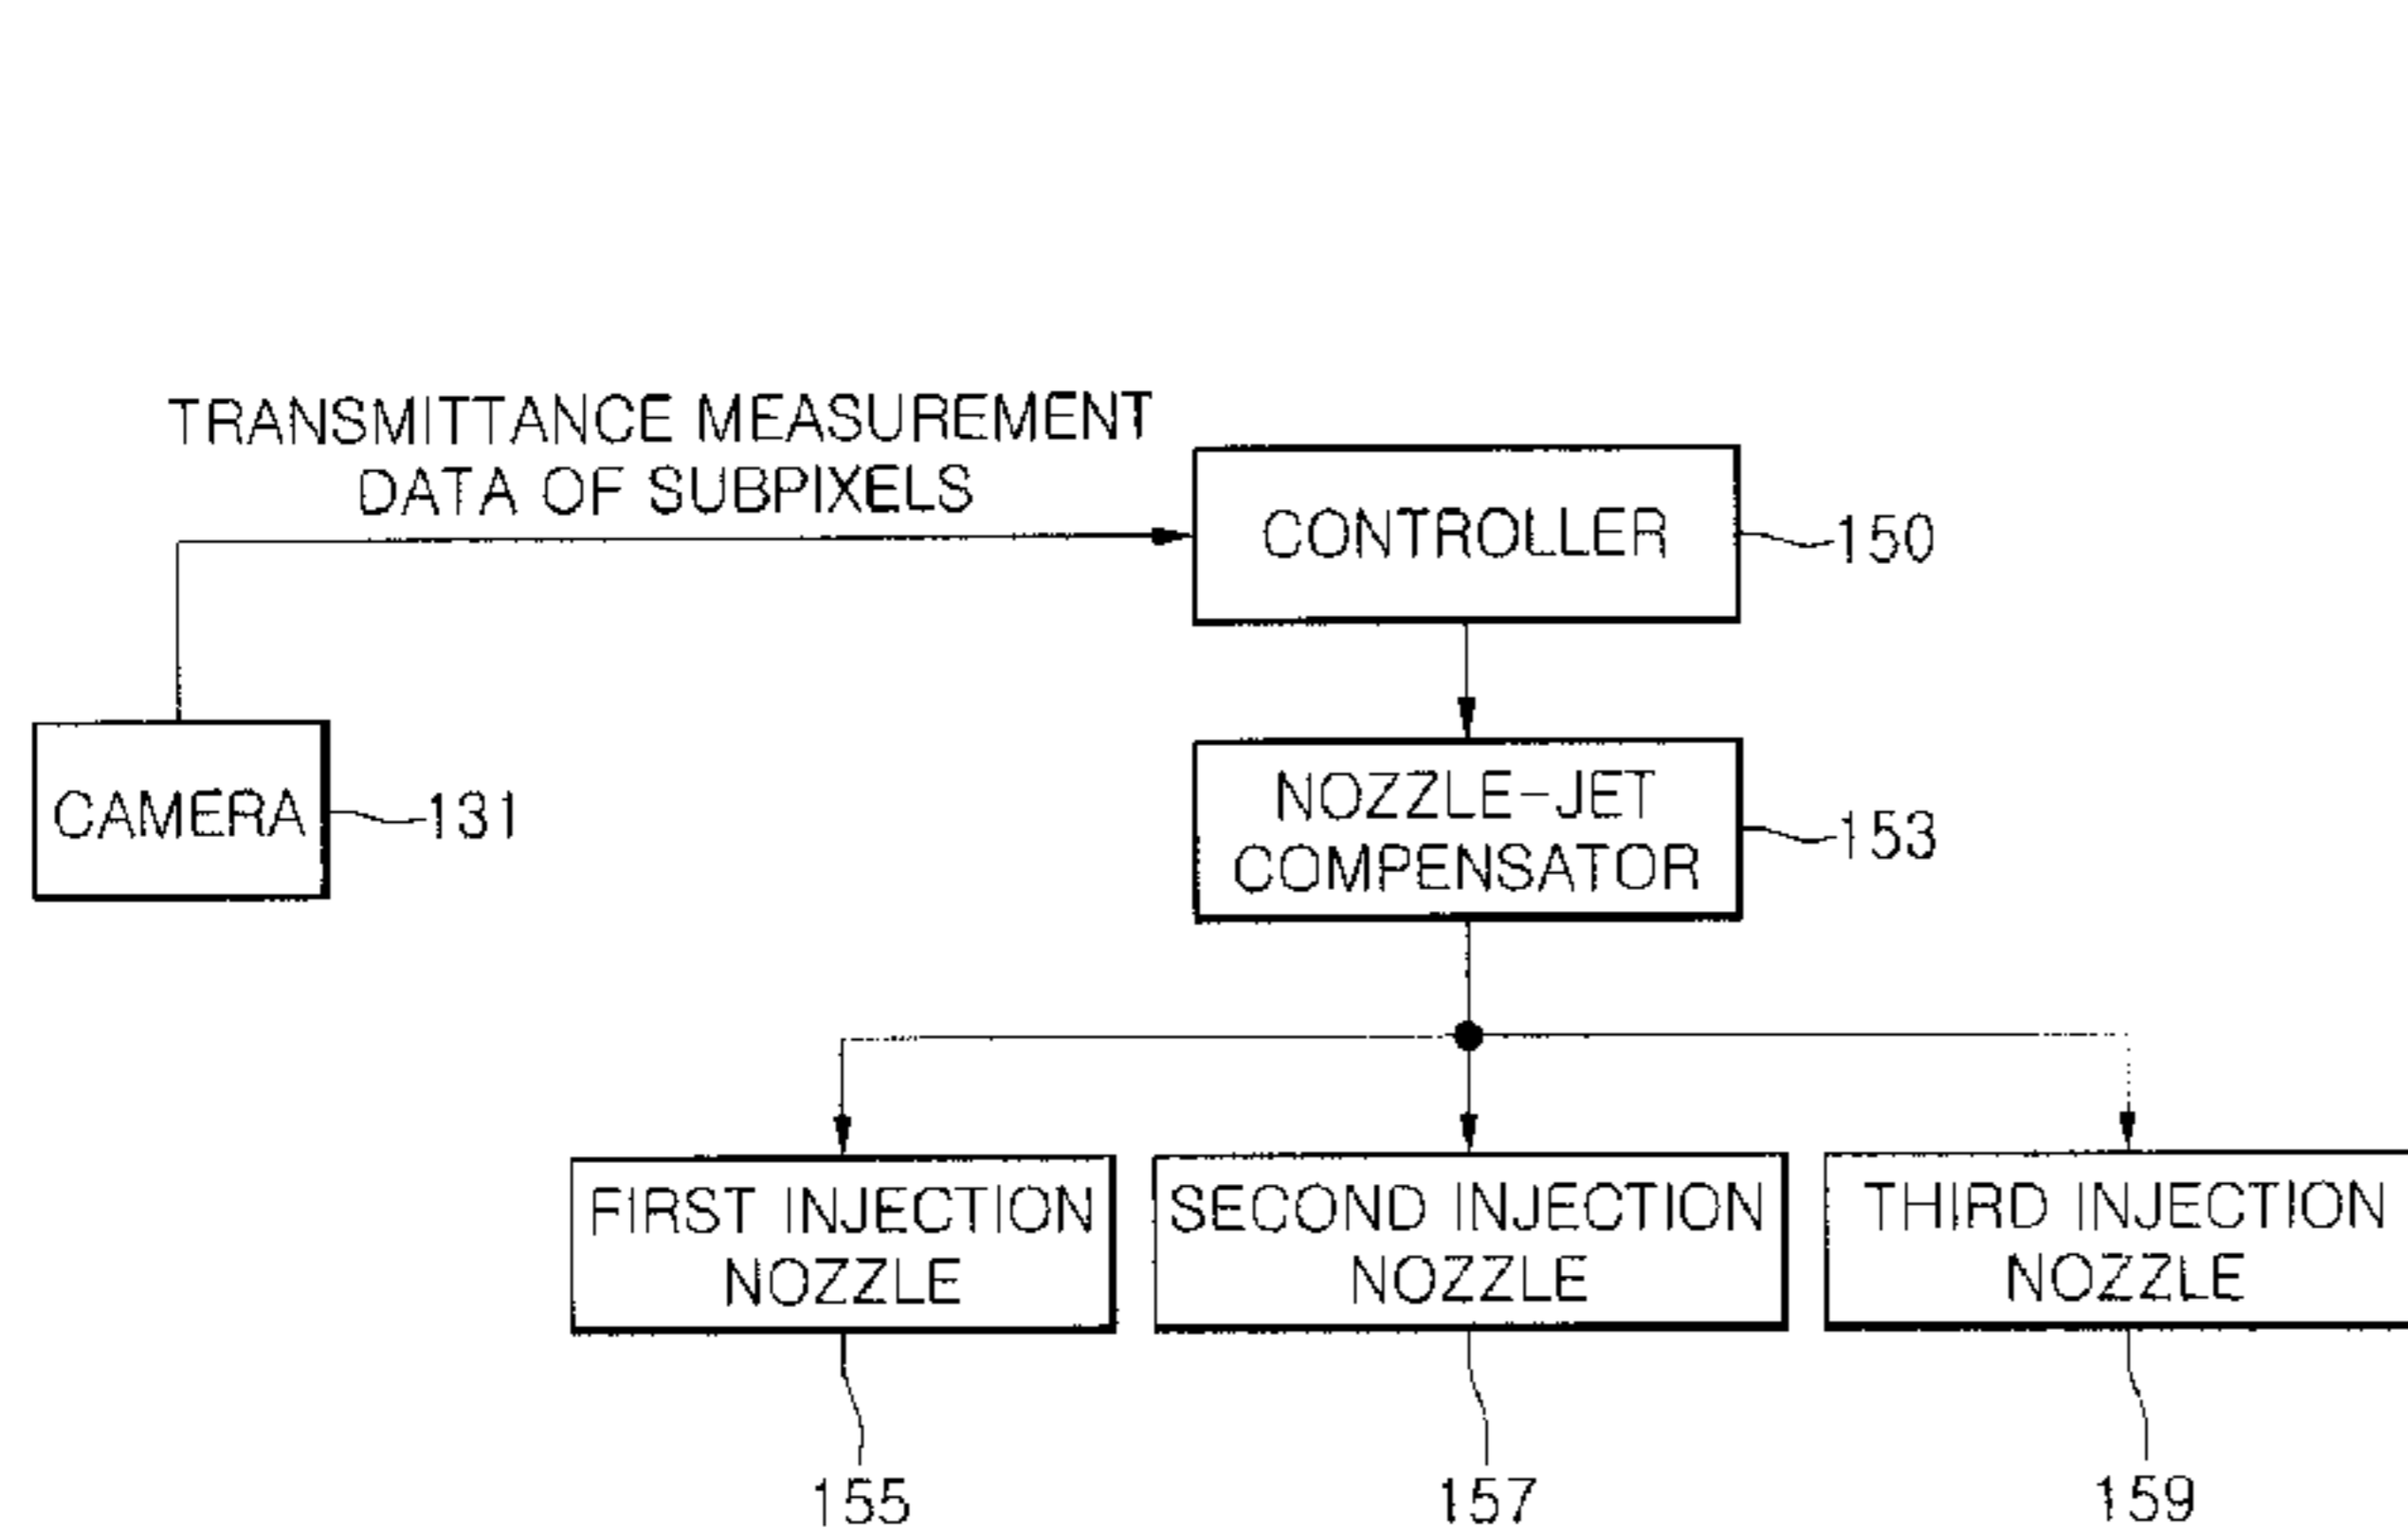 TRANSMITTANCE MEASUREMENT
DATA OF SUBPIXELS
CONTROLLER
150
CAMERA
131
NOZZLE-JET
COMPENSATOR
153
FIRST INJECTION
NOZZLE
SECOND INJECTION
NOZZLE
THIRD INJECTION
NOZZLE
155
157
159